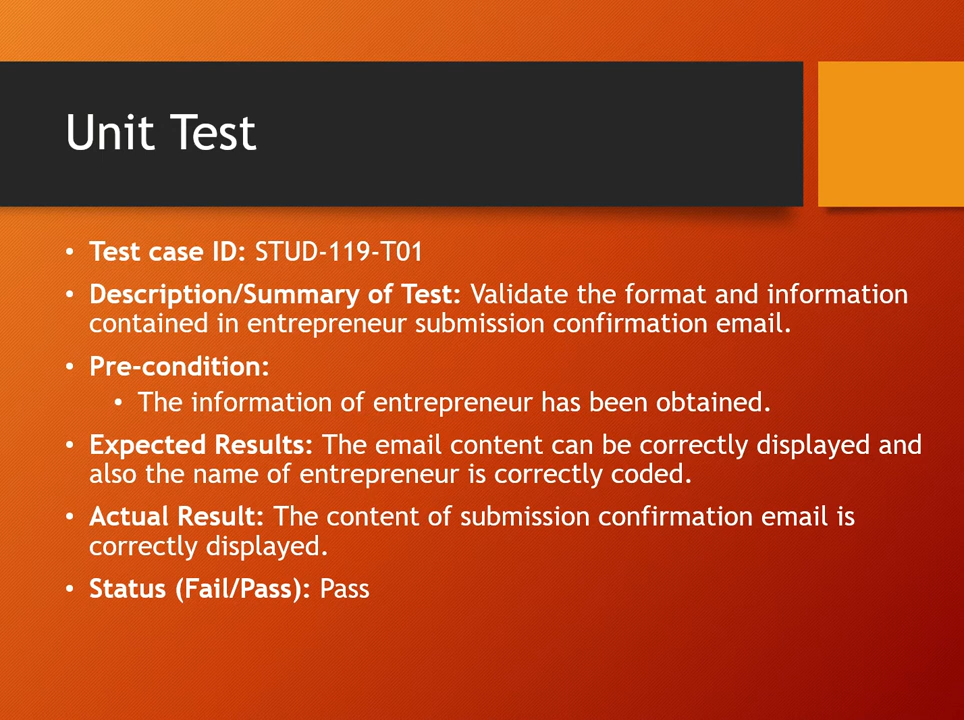 Unit Test
• Test case ID: STUD-119-T01
• Description/Summary of Test: Validate the format and information
contained in entrepreneur submission confirmation email.
• Pre-condition:
• The information of entrepreneur has been obtained.
• Expected Results: The email content can be correctly displayed and
also the name of entrepreneur is correctly coded.
• Actual Result: The content of submission confirmation email is
correctly displayed.
• Status (Fail/Pass): Pass